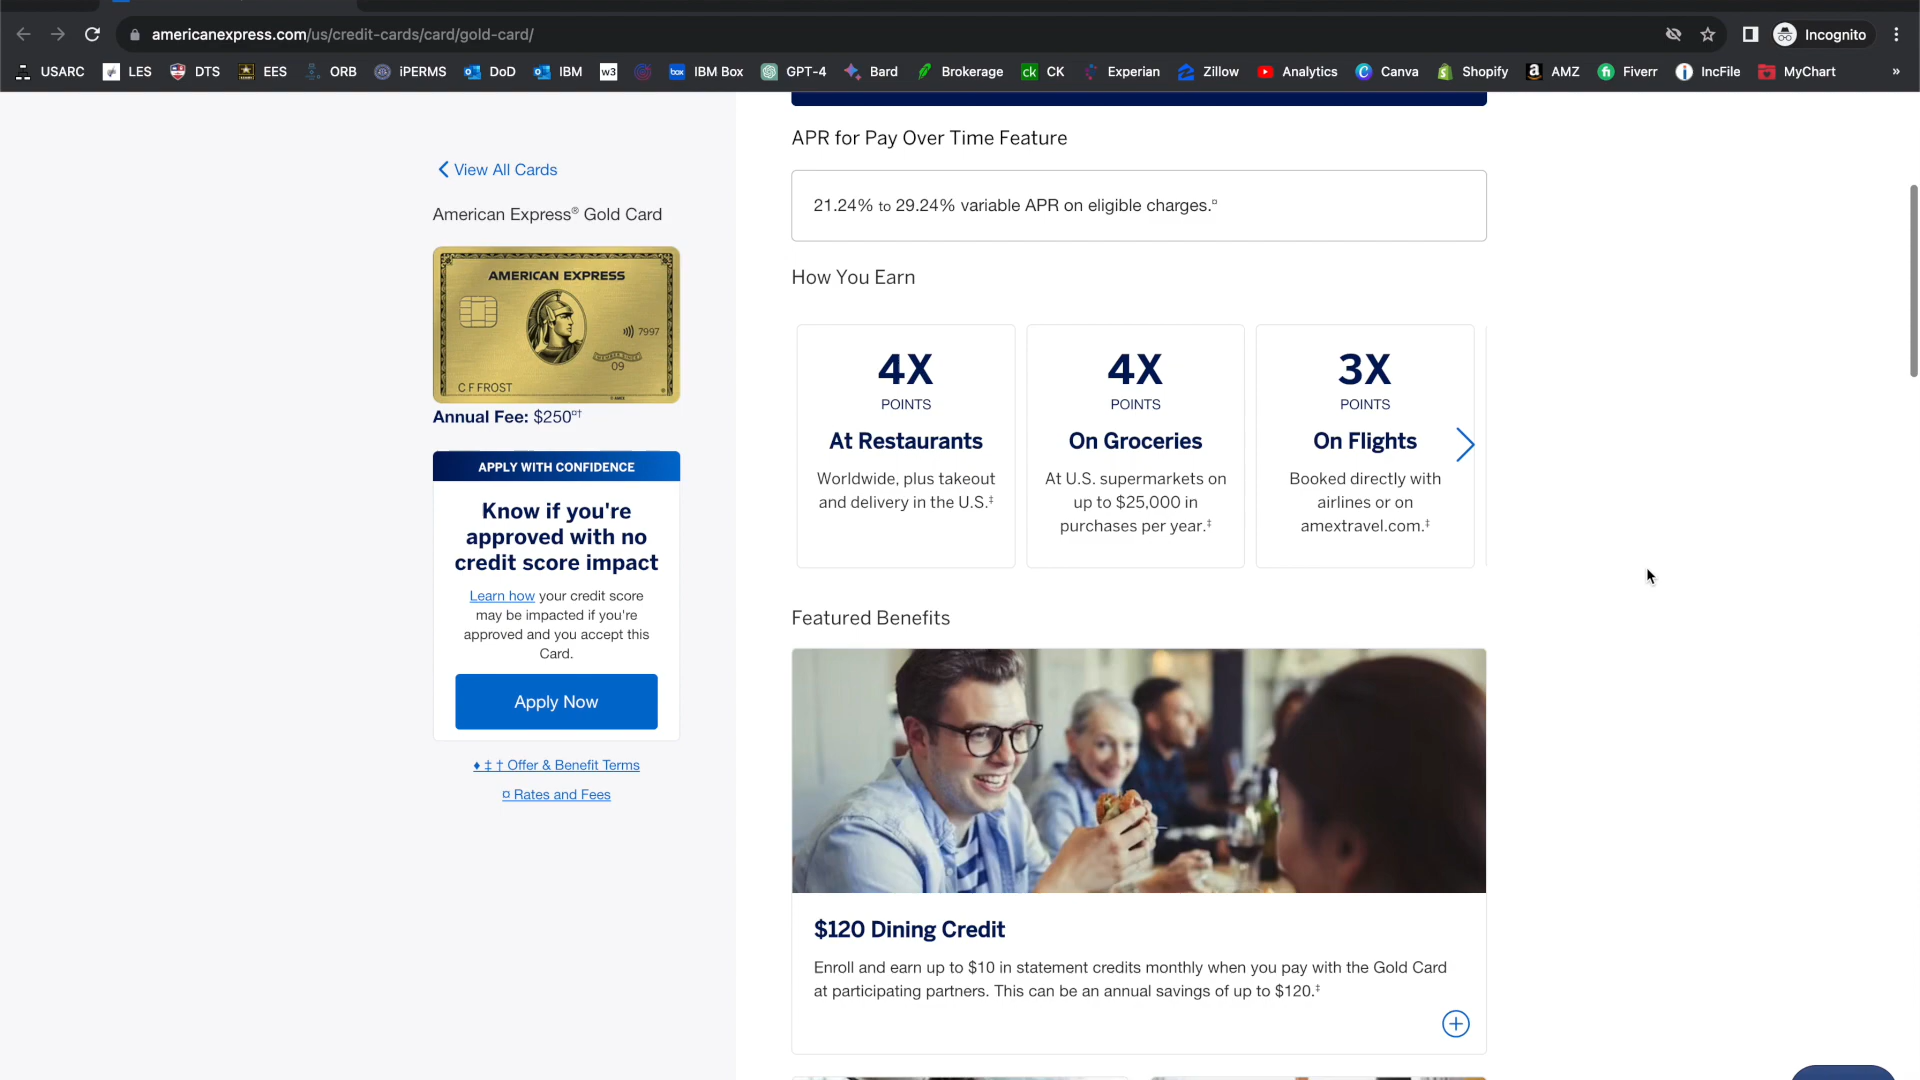 americanexpress.com/us/credit-cards/card/gold-card/
Incognito
USARC LES DTS EES ORB iPERMS DoD IBM w3 box IBM Box GPT-4 Bard Brokerage ck CK Experian Zillow Analytics Canva Shopify AMZ Fiverr IncFile MyChart »
View All Cards
American Express® Gold Card
AMERICAN EXPRESS
7997
MEMBER SINCE
09
C F FROST
Annual Fee: $250¤†
APPLY WITH CONFIDENCE
Know if you're
approved with no
credit score impact
Learn how your credit score
may be impacted if you're
approved and you accept this
Card.
Apply Now
♦ ‡ † Offer & Benefit Terms
¤ Rates and Fees
APR for Pay Over Time Feature
21.24% to 29.24% variable APR on eligible charges.¤
How You Earn
4X
POINTS
At Restaurants
Worldwide, plus takeout
and delivery in the U.S.‡
4X
POINTS
On Groceries
At U.S. supermarkets on
up to $25,000 in
purchases per year.‡
3X
POINTS
On Flights
Booked directly with
airlines or on
amextravel.com.‡
Featured Benefits
$120 Dining Credit
Enroll and earn up to $10 in statement credits monthly when you pay with the Gold Card
at participating partners. This can be an annual savings of up to $120.‡